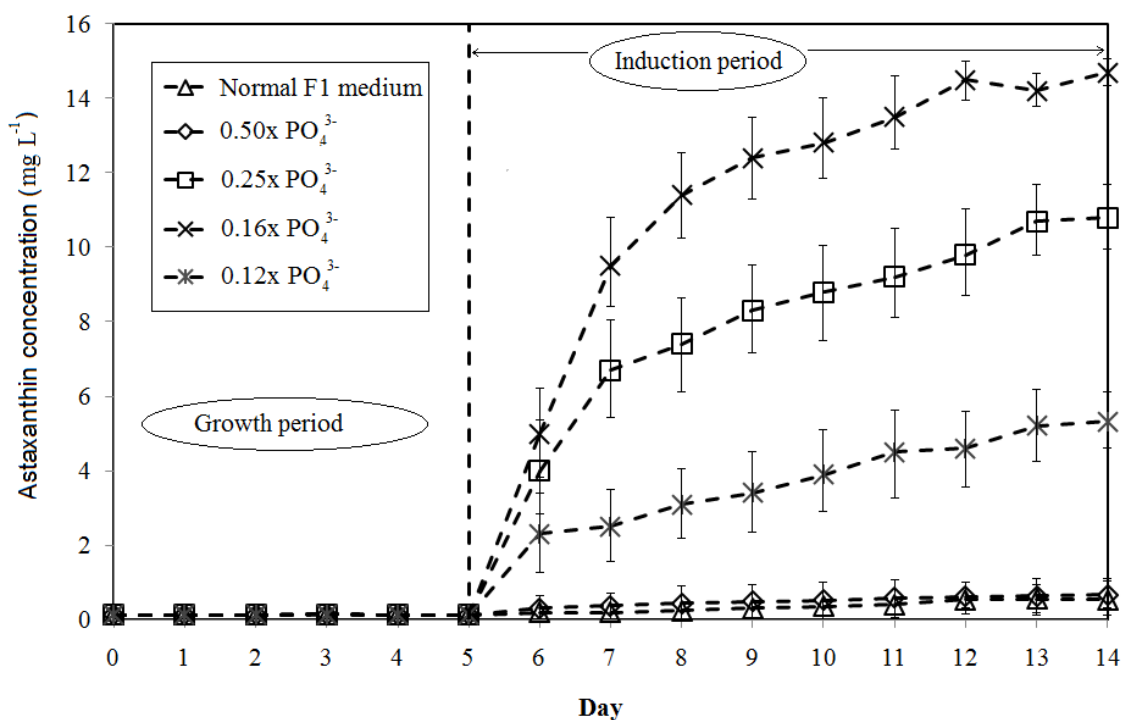 16
14
12
10
8
6
4
2
0
Astaxanthin concentration (mg L⁻¹)
Normal F1 medium
0.50x PO₄³⁻
0.25x PO₄³⁻
0.16x PO₄³⁻
0.12x PO₄³⁻
Induction period
Growth period
0 1 2 3 4 5 6 7 8 9 10 11 12 13 14
Day